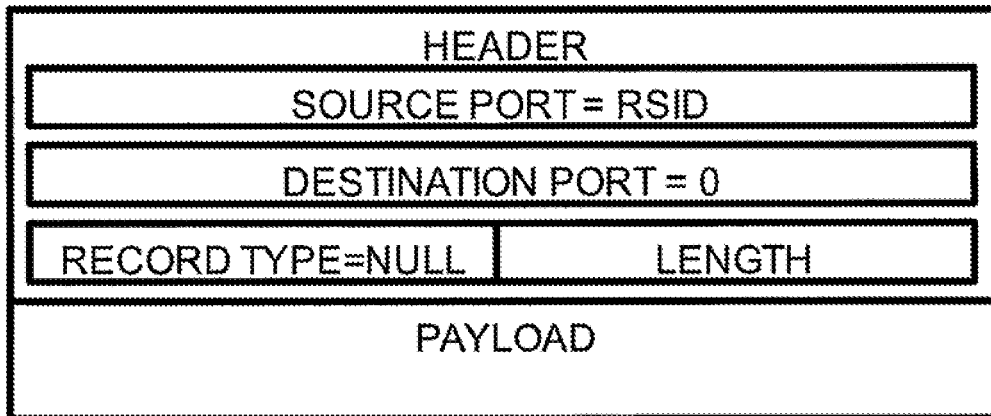 HEADER
SOURCE PORT = RSID
DESTINATION PORT = 0
RECORD TYPE=NULL
LENGTH
PAYLOAD